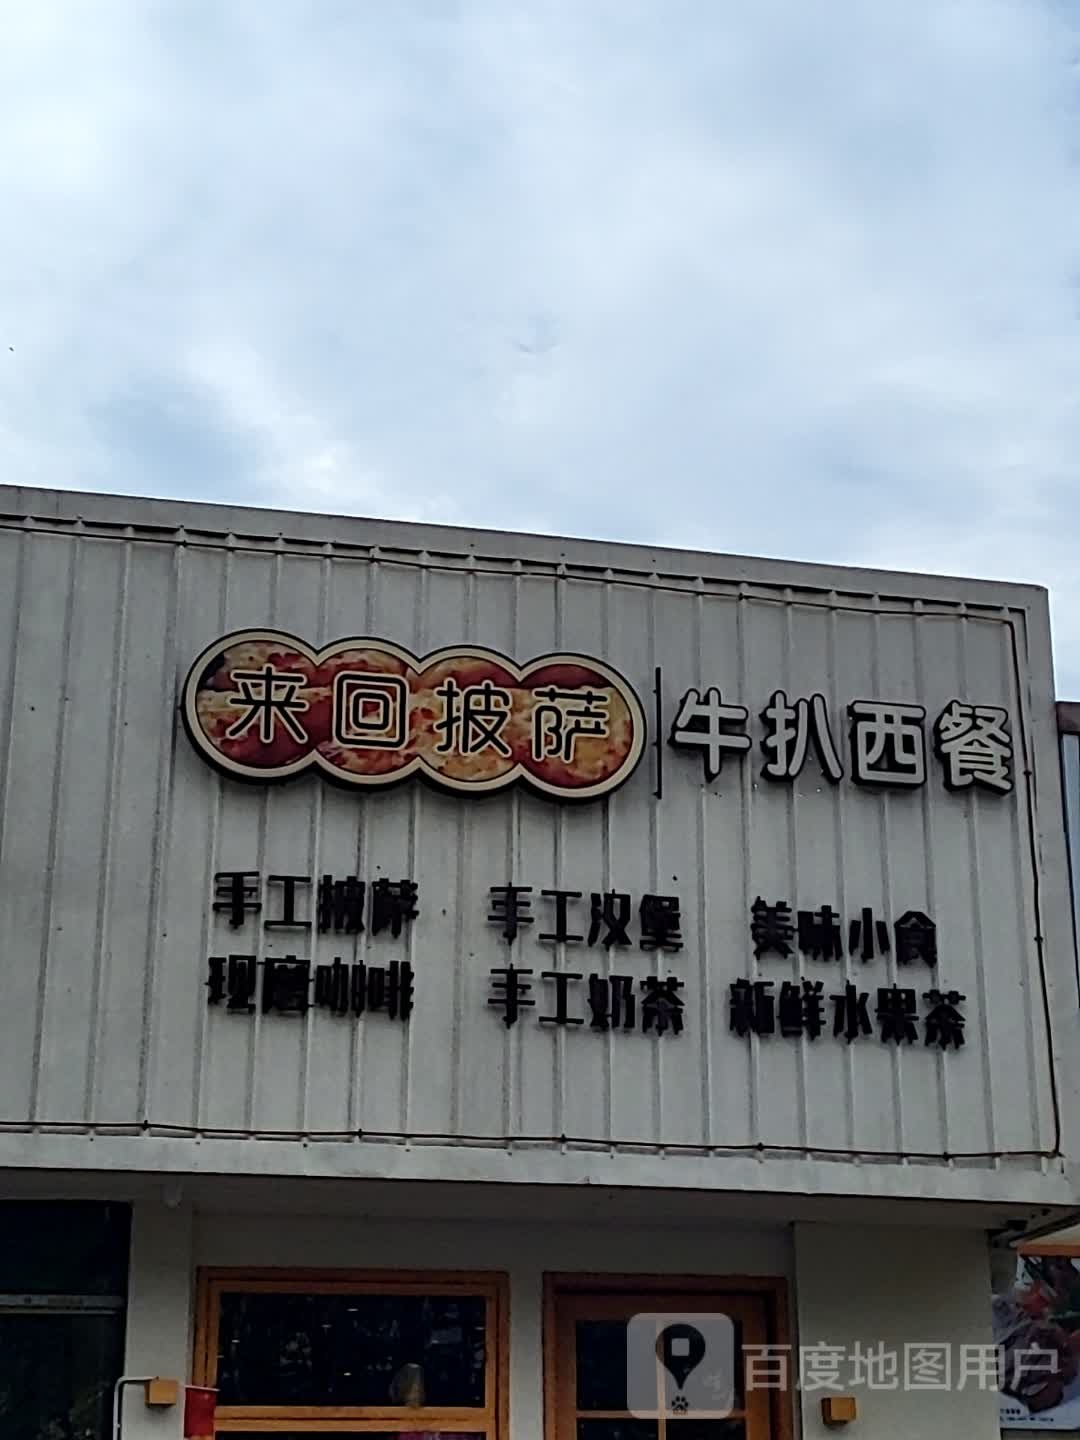 来回披萨 牛扒西餐
手工披萨 手工汉堡 美味小食
现磨咖啡 手工奶茶 新鲜水果茶
百度地图用户